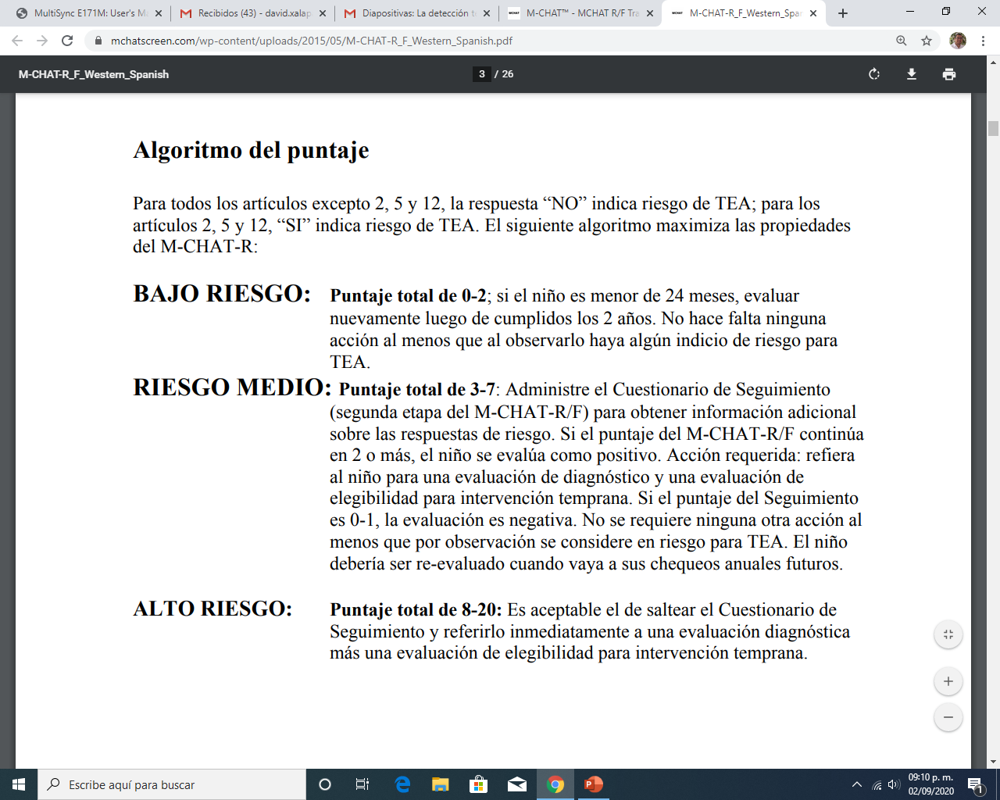 MultiSync E171M: User's Ma
Recibidos (43) - david.xalap
Diapositivas: La detección t
M-CHAT™ - MCHAT R/F Tra
M-CHAT-R_F_Western_Span
mchatscreen.com/wp-content/uploads/2015/05/M-CHAT-R_F_Western_Spanish.pdf
M-CHAT-R_F_Western_Spanish
3 / 26
Algoritmo del puntaje
Para todos los artículos excepto 2, 5 y 12, la respuesta “NO” indica riesgo de TEA; para los
artículos 2, 5 y 12, “SI” indica riesgo de TEA. El siguiente algoritmo maximiza las propiedades
del M-CHAT-R:
BAJO RIESGO: Puntaje total de 0-2; si el niño es menor de 24 meses, evaluar
nuevamente luego de cumplidos los 2 años. No hace falta ninguna
acción al menos que al observarlo haya algún indicio de riesgo para
TEA.
RIESGO MEDIO: Puntaje total de 3-7: Administre el Cuestionario de Seguimiento
(segunda etapa del M-CHAT-R/F) para obtener información adicional
sobre las respuestas de riesgo. Si el puntaje del M-CHAT-R/F continúa
en 2 o más, el niño se evalúa como positivo. Acción requerida: refiera
al niño para una evaluación de diagnóstico y una evaluación de
elegibilidad para intervención temprana. Si el puntaje del Seguimiento
es 0-1, la evaluación es negativa. No se requiere ninguna otra acción al
menos que por observación se considere en riesgo para TEA. El niño
debería ser re-evaluado cuando vaya a sus chequeos anuales futuros.
ALTO RIESGO: Puntaje total de 8-20: Es aceptable el de saltear el Cuestionario de
Seguimiento y referirlo inmediatamente a una evaluación diagnóstica
más una evaluación de elegibilidad para intervención temprana.
Escribe aquí para buscar
09:10 p. m.
02/09/2020
1